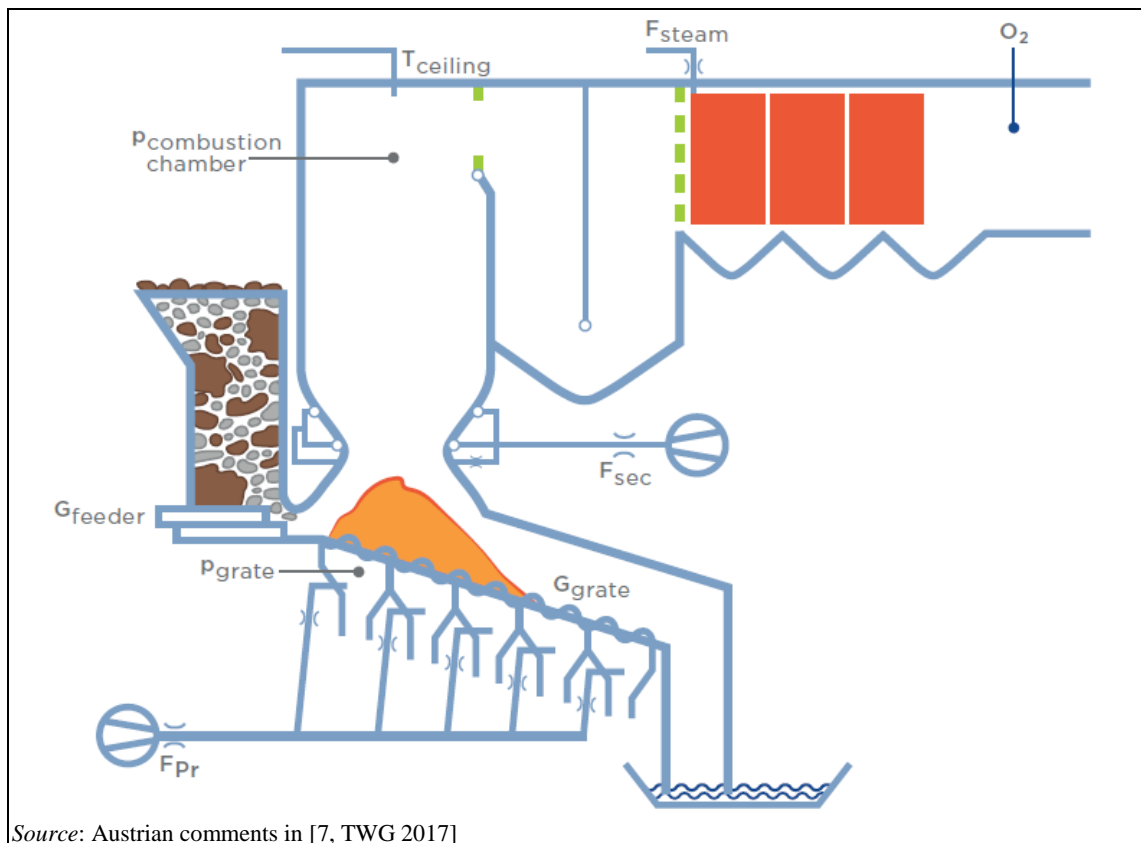 Fsteam
O2
Tceiling
pcombustion
chamber
Gfeeder
Fsec
pgrate
Ggrate
FPr
Source: Austrian comments in [7, TWG 2017]